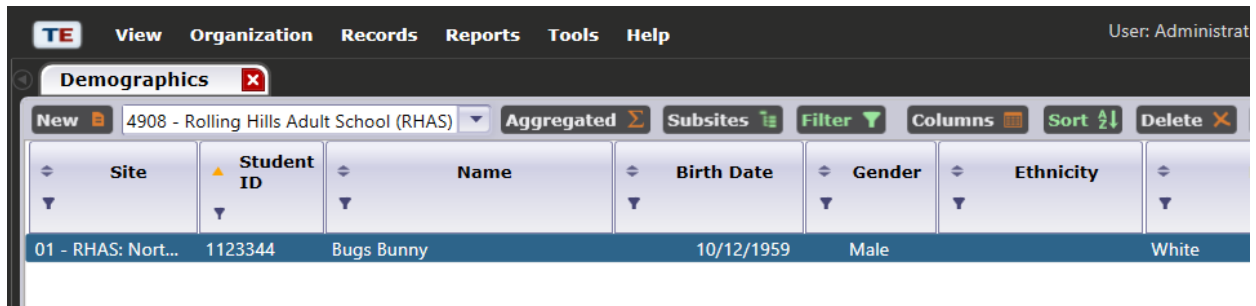 TE View Organization Records Reports Tools Help User: Administrat
Demographics
New 4908 - Rolling Hills Adult School (RHAS) Aggregated Σ Subsites Filter Columns Sort Delete
Site Student ID Name Birth Date Gender Ethnicity
01 - RHAS: Nort... 1123344 Bugs Bunny 10/12/1959 Male White